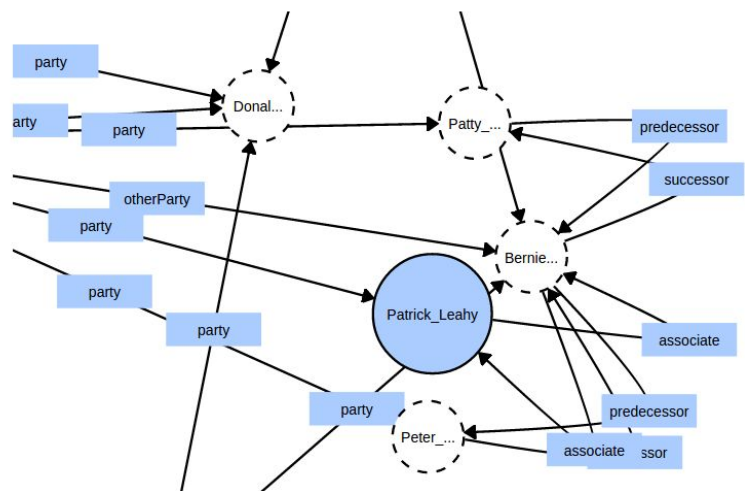 party
Donal...
arty
party
Patty_...
predecessor
successor
otherParty
party
Bernie...
party
Patrick_Leahy
party
associate
party
predecessor
Peter_...
associate
ssor